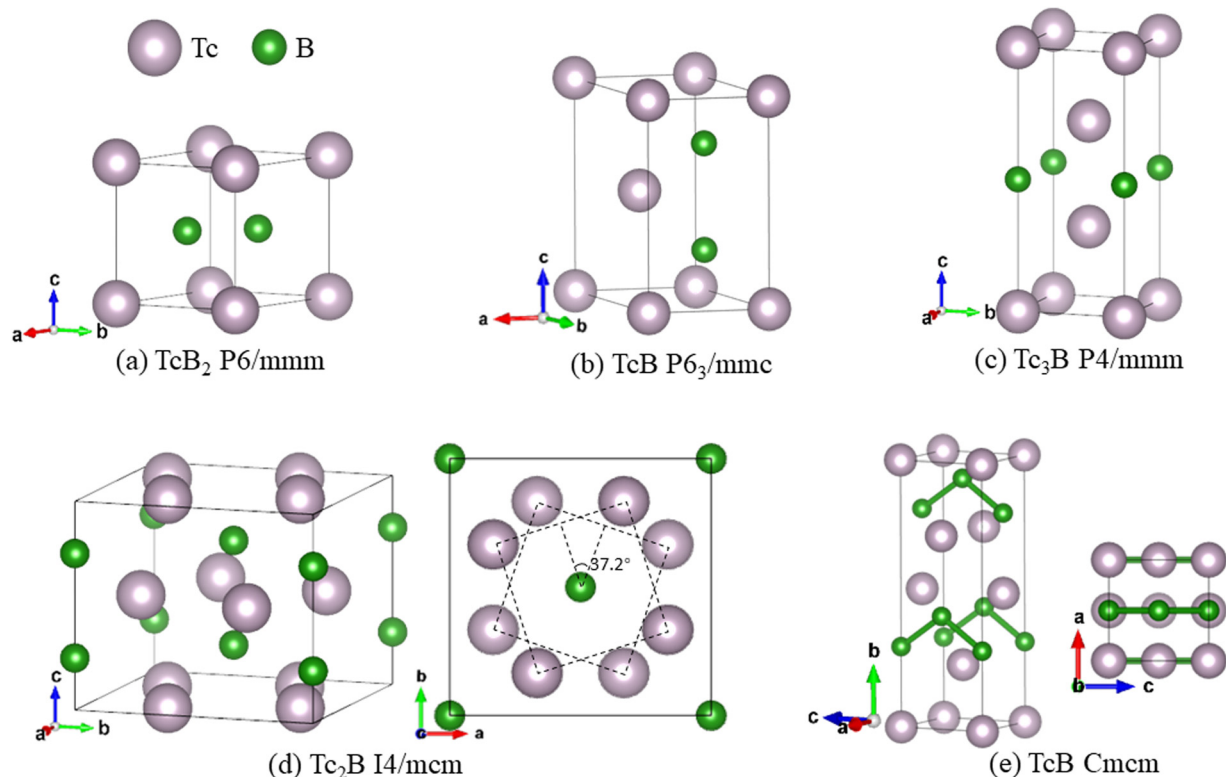 Tc
B
c
a
b
(a) TcB₂ P6/mmm
c
a
b
(b) TcB P6₃/mmc
c
a
b
(c) Tc₃B P4/mmm
c
a
b
37.2°
b
c
a
(d) Tc₂B I4/mcm
b
c
a
a
b
c
(e) TcB Cmcm